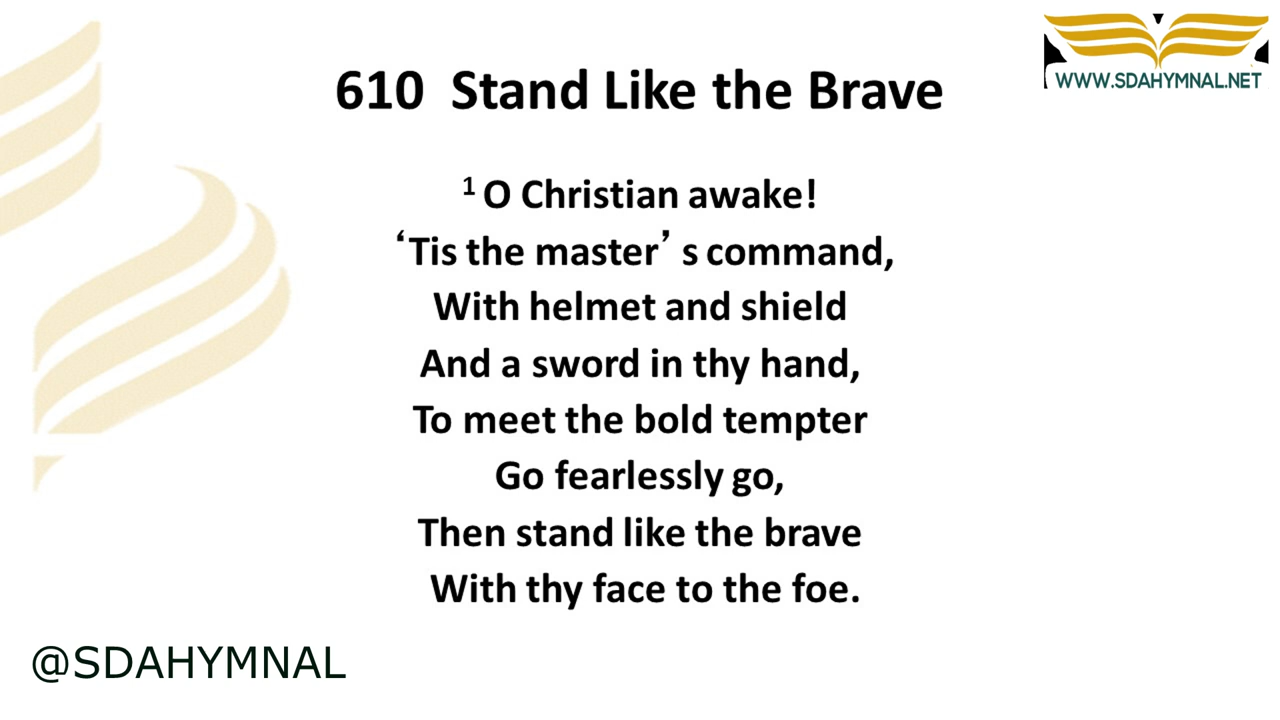 WWW.SDAHYMNAL.NET
610 Stand Like the Brave
1 O Christian awake!
‘Tis the master’ s command,
With helmet and shield
And a sword in thy hand,
To meet the bold tempter
Go fearlessly go,
Then stand like the brave
With thy face to the foe.
@SDAHYMNAL